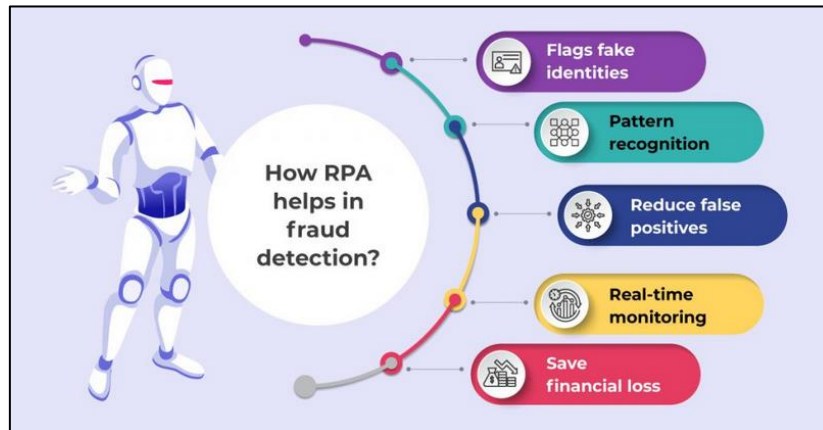 How RPA
helps in
fraud
detection?
Flags fake
identities
Pattern
recognition
Reduce false
positives
Real-time
monitoring
Save
financial loss